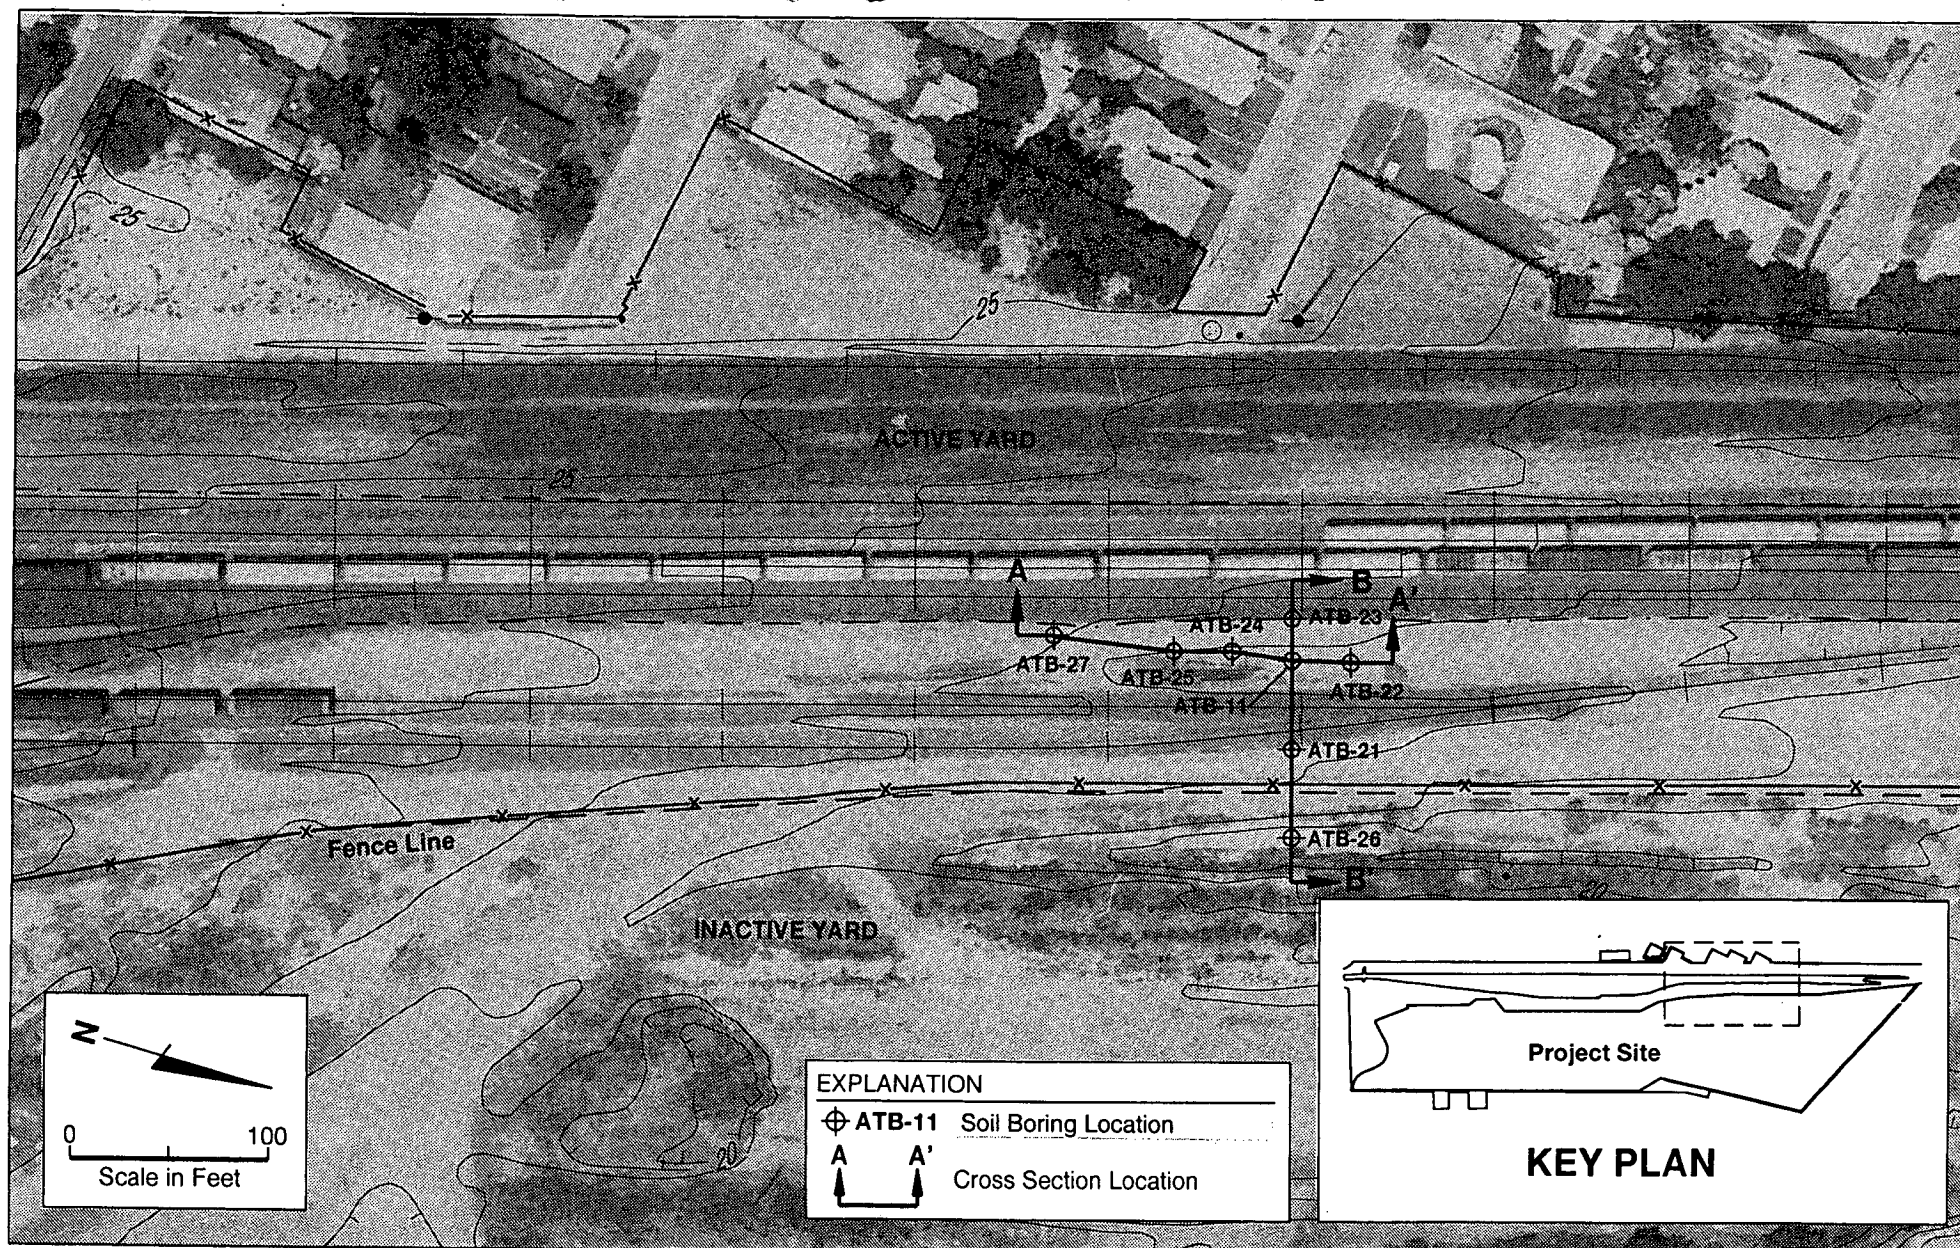 25
25
ACTIVE YARD
25
A
B
A'
ATB-23
ATB-24
ATB-27
ATB-25
ATB-22
ATB-11
ATB-21
Fence Line
ATB-26
B'
20
INACTIVE YARD
20
N
0 100
Scale in Feet
EXPLANATION
ATB-11 Soil Boring Location
A A'
Cross Section Location
Project Site
KEY PLAN